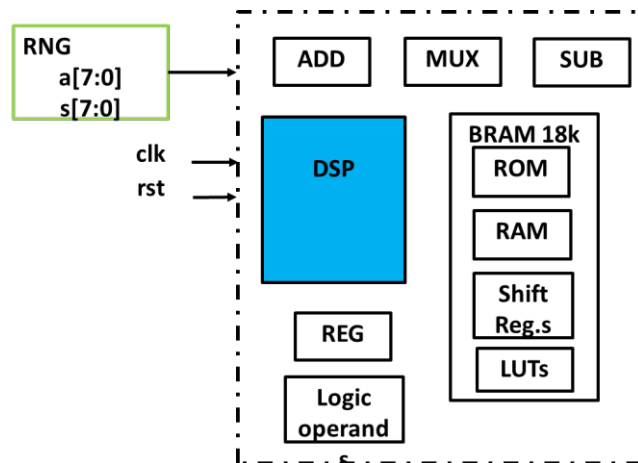 RNG
a[7:0]
s[7:0]
clk
rst
ADD
MUX
SUB
DSP
BRAM 18k
ROM
RAM
Shift
Reg.s
LUTs
REG
Logic
operand
s